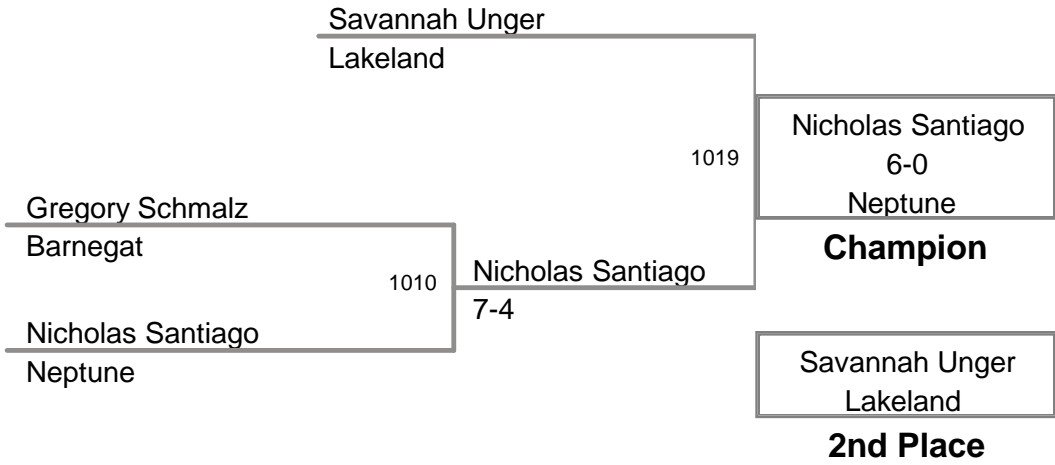 Savannah Unger
Lakeland
1019
Nicholas Santiago
6-0
Neptune
Champion
Gregory Schmalz
Barnegat
1010
Nicholas Santiago
7-4
Nicholas Santiago
Neptune
Savannah Unger
Lakeland
2nd Place